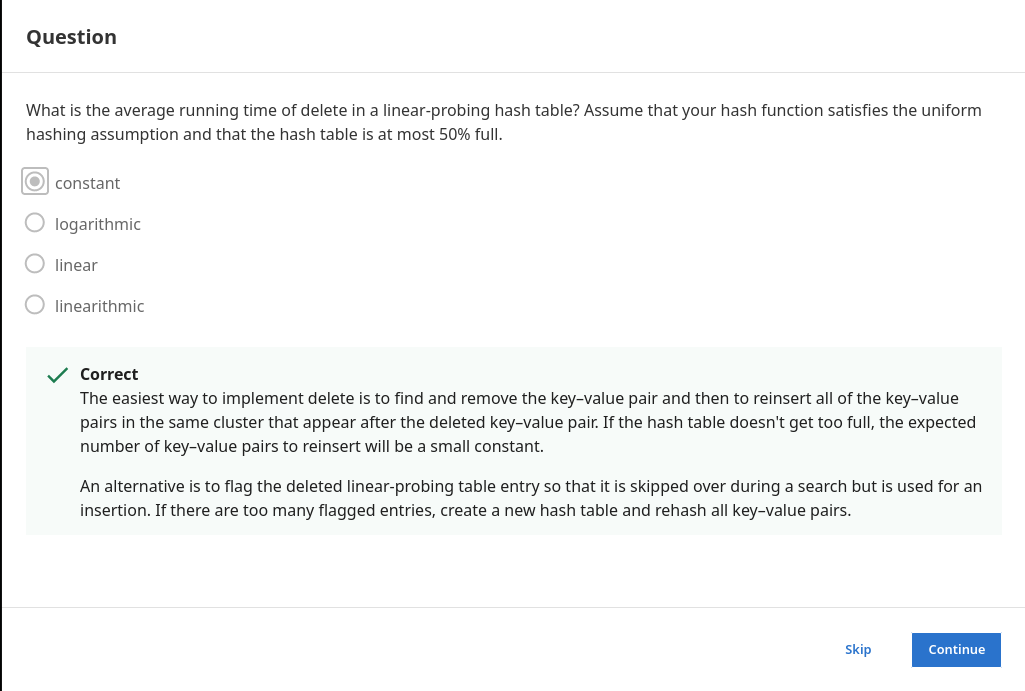 Question
What is the average running time of delete in a linear-probing hash table? Assume that your hash function satisfies the uniform
hashing assumption and that the hash table is at most 50% full.
constant
logarithmic
linear
linearithmic
Correct
The easiest way to implement delete is to find and remove the key–value pair and then to reinsert all of the key–value
pairs in the same cluster that appear after the deleted key–value pair. If the hash table doesn't get too full, the expected
number of key–value pairs to reinsert will be a small constant.
An alternative is to flag the deleted linear-probing table entry so that it is skipped over during a search but is used for an
insertion. If there are too many flagged entries, create a new hash table and rehash all key–value pairs.
Skip
Continue